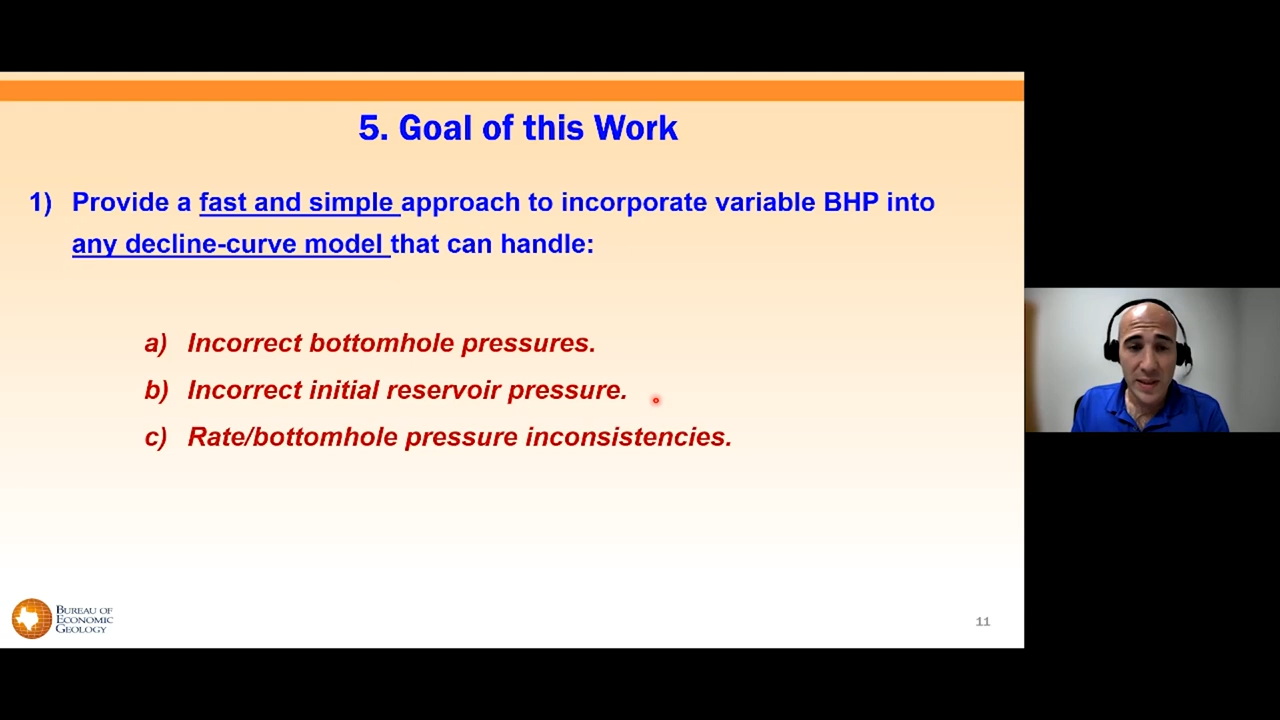 5. Goal of this Work
1) Provide a fast and simple approach to incorporate variable BHP into
any decline-curve model that can handle:
a) Incorrect bottomhole pressures.
b) Incorrect initial reservoir pressure.
c) Rate/bottomhole pressure inconsistencies.
BUREAU OF
ECONOMIC
GEOLOGY
11